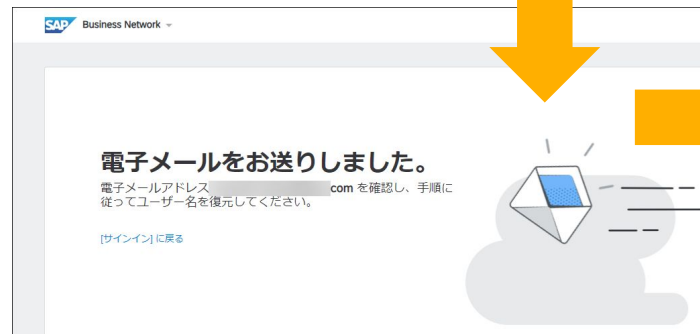 SAP Business Network
電子メールをお送りしました。
電子メールアドレス com を確認し、手順に
従ってユーザー名を復元してください。
[サインイン] に戻る